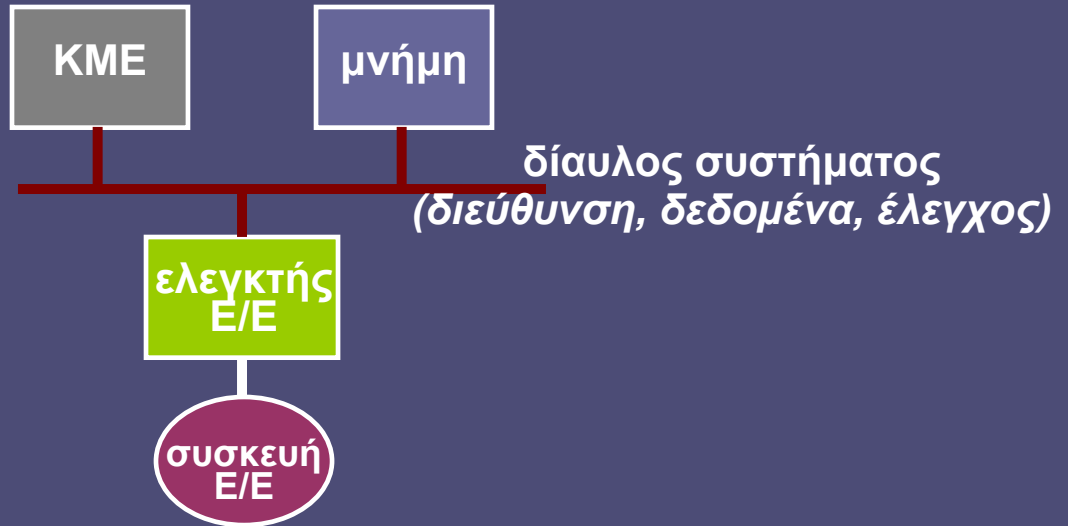 ΚΜΕ
μνήμη
δίαυλος συστήματος
(διεύθυνση, δεδομένα, έλεγχος)
ελεγκτής
Ε/Ε
συσκευή
Ε/Ε